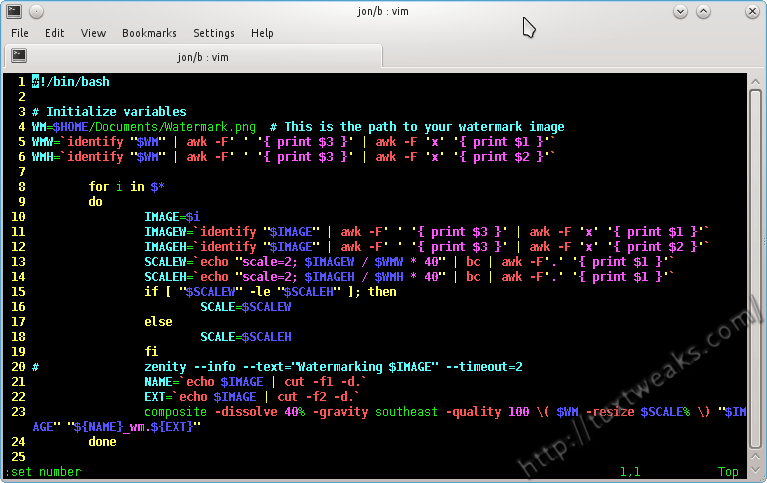 jon/b : vim
File Edit View Bookmarks Settings Help
jon/b : vim
1 #!/bin/bash
2
3 # Initialize variables
4 WM=$HOME/Documents/Watermark.png  # This is the path to your watermark image
5 WMW=`identify "$WM" | awk -F' ' '{ print $3 }' | awk -F 'x' '{ print $1 }'`
6 WMH=`identify "$WM" | awk -F' ' '{ print $3 }' | awk -F 'x' '{ print $2 }'`
7
8 for i in $*
9 do
10 IMAGE=$i
11 IMAGEW=`identify "$IMAGE" | awk -F' ' '{ print $3 }' | awk -F 'x' '{ print $1 }'`
12 IMAGEH=`identify "$IMAGE" | awk -F' ' '{ print $3 }' | awk -F 'x' '{ print $2 }'`
13 SCALEW=`echo "scale=2; $IMAGEW / $WMW * 40" | bc | awk -F'.' '{ print $1 }'`
14 SCALEH=`echo "scale=2; $IMAGEH / $WMH * 40" | bc | awk -F'.' '{ print $1 }'`
15 if [ "$SCALEW" -le "$SCALEH" ]; then
16 SCALE=$SCALEW
17 else
18 SCALE=$SCALEH
19 fi
20 # zenity --info --text="Watermarking $IMAGE" --timeout=2
21 NAME=`echo $IMAGE | cut -f1 -d.`
22 EXT=`echo $IMAGE | cut -f2 -d.`
23 composite -dissolve 40% -gravity southeast -quality 100 \( $WM -resize $SCALE% \) "$IM
AGE" "${NAME}_wm.${EXT}"
24 done
25
:set number 1,1 Top
http://tuxtweaks.com/